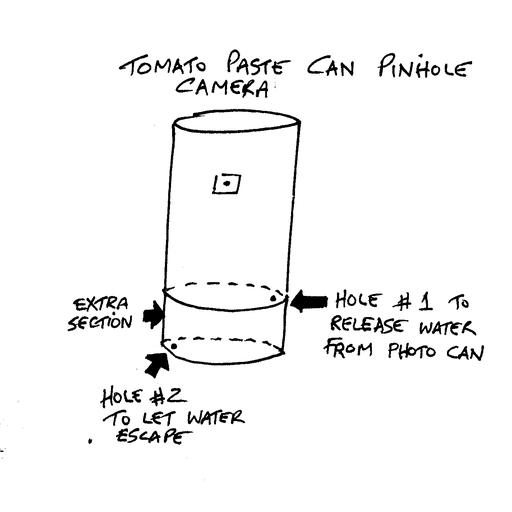 TOMATO PASTE CAN PINHOLE
CAMERA
EXTRA
SECTION
HOLE #1 TO
RELEASE WATER
FROM PHOTO CAN
HOLE #2
TO LET WATER
ESCAPE